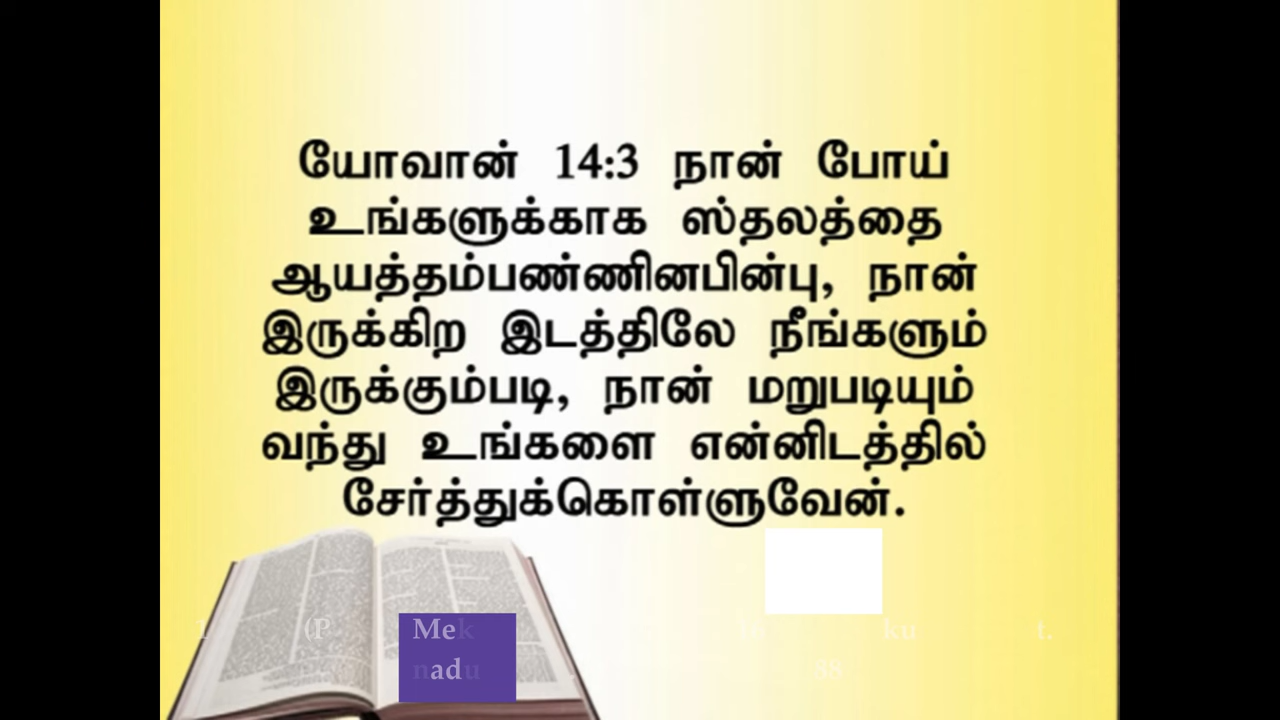 யோவான் 14:3 நான் போய்
உங்களுக்காக ஸ்தலத்தை
ஆயத்தம்பண்ணினபின்பு, நான்
இருக்கிற இடத்திலே நீங்களும்
இருக்கும்படி, நான் மறுபடியும்
வந்து உங்களை என்னிடத்தில்
சேர்த்துக்கொள்ளுவேன்.